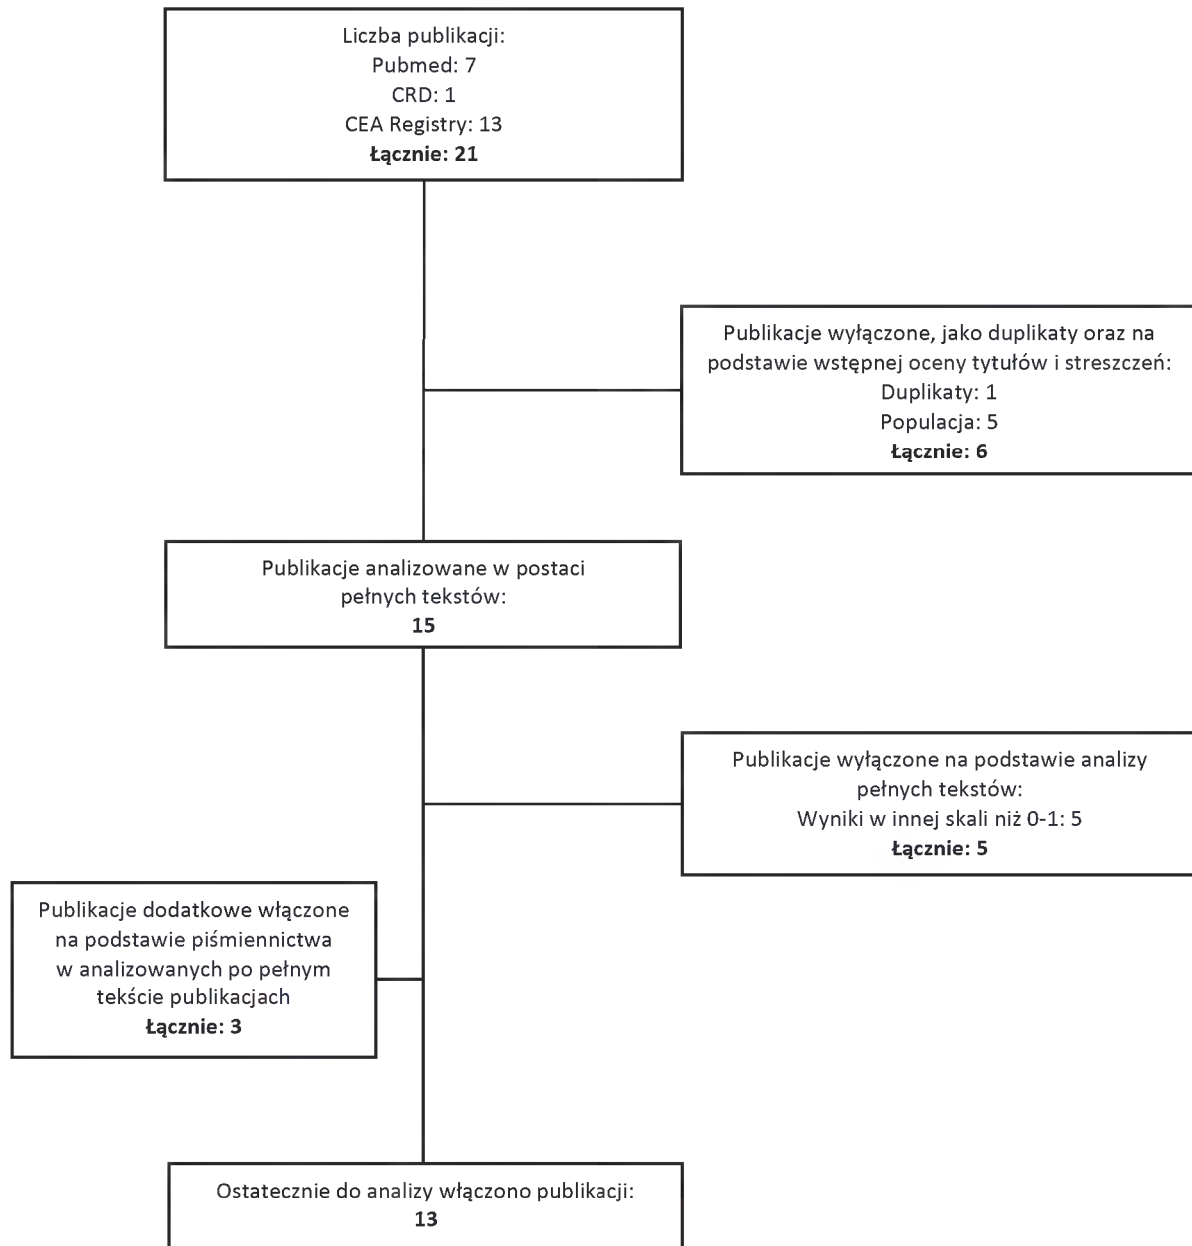 Liczba publikacji:
Pubmed: 7
CRD: 1
CEA Registry: 13
Łącznie: 21
Publikacje wyłączone, jako duplikaty oraz na
podstawie wstępnej oceny tytułów i streszczeń:
Duplikaty: 1
Populacja: 5
Łącznie: 6
Publikacje analizowane w postaci
pełnych tekstów:
15
Publikacje wyłączone na podstawie analizy
pełnych tekstów:
Wyniki w innej skali niż 0-1: 5
Łącznie: 5
Publikacje dodatkowe włączone
na podstawie piśmiennictwa
w analizowanych po pełnym
tekście publikacjach
Łącznie: 3
Ostatecznie do analizy włączono publikacji:
13